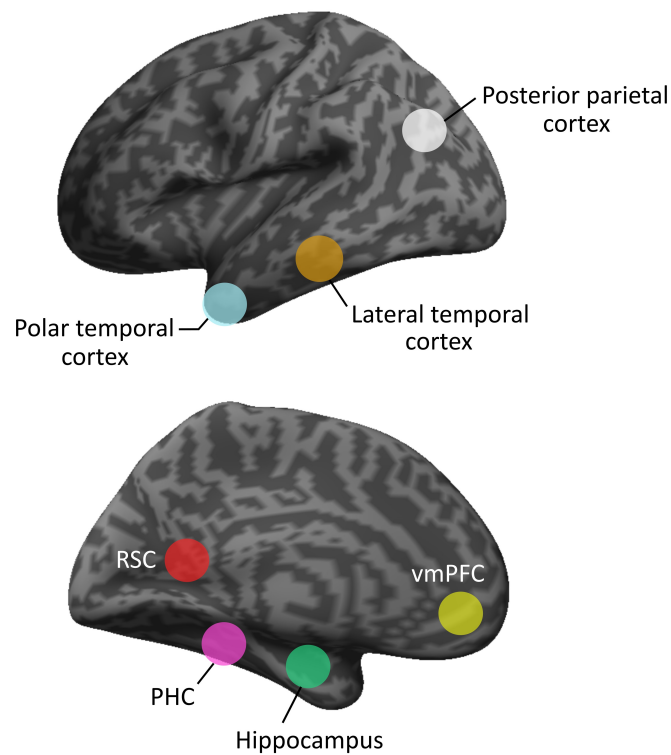 Posterior parietal
cortex
Lateral temporal
cortex
Polar temporal
cortex
RSC
vmPFC
PHC
Hippocampus